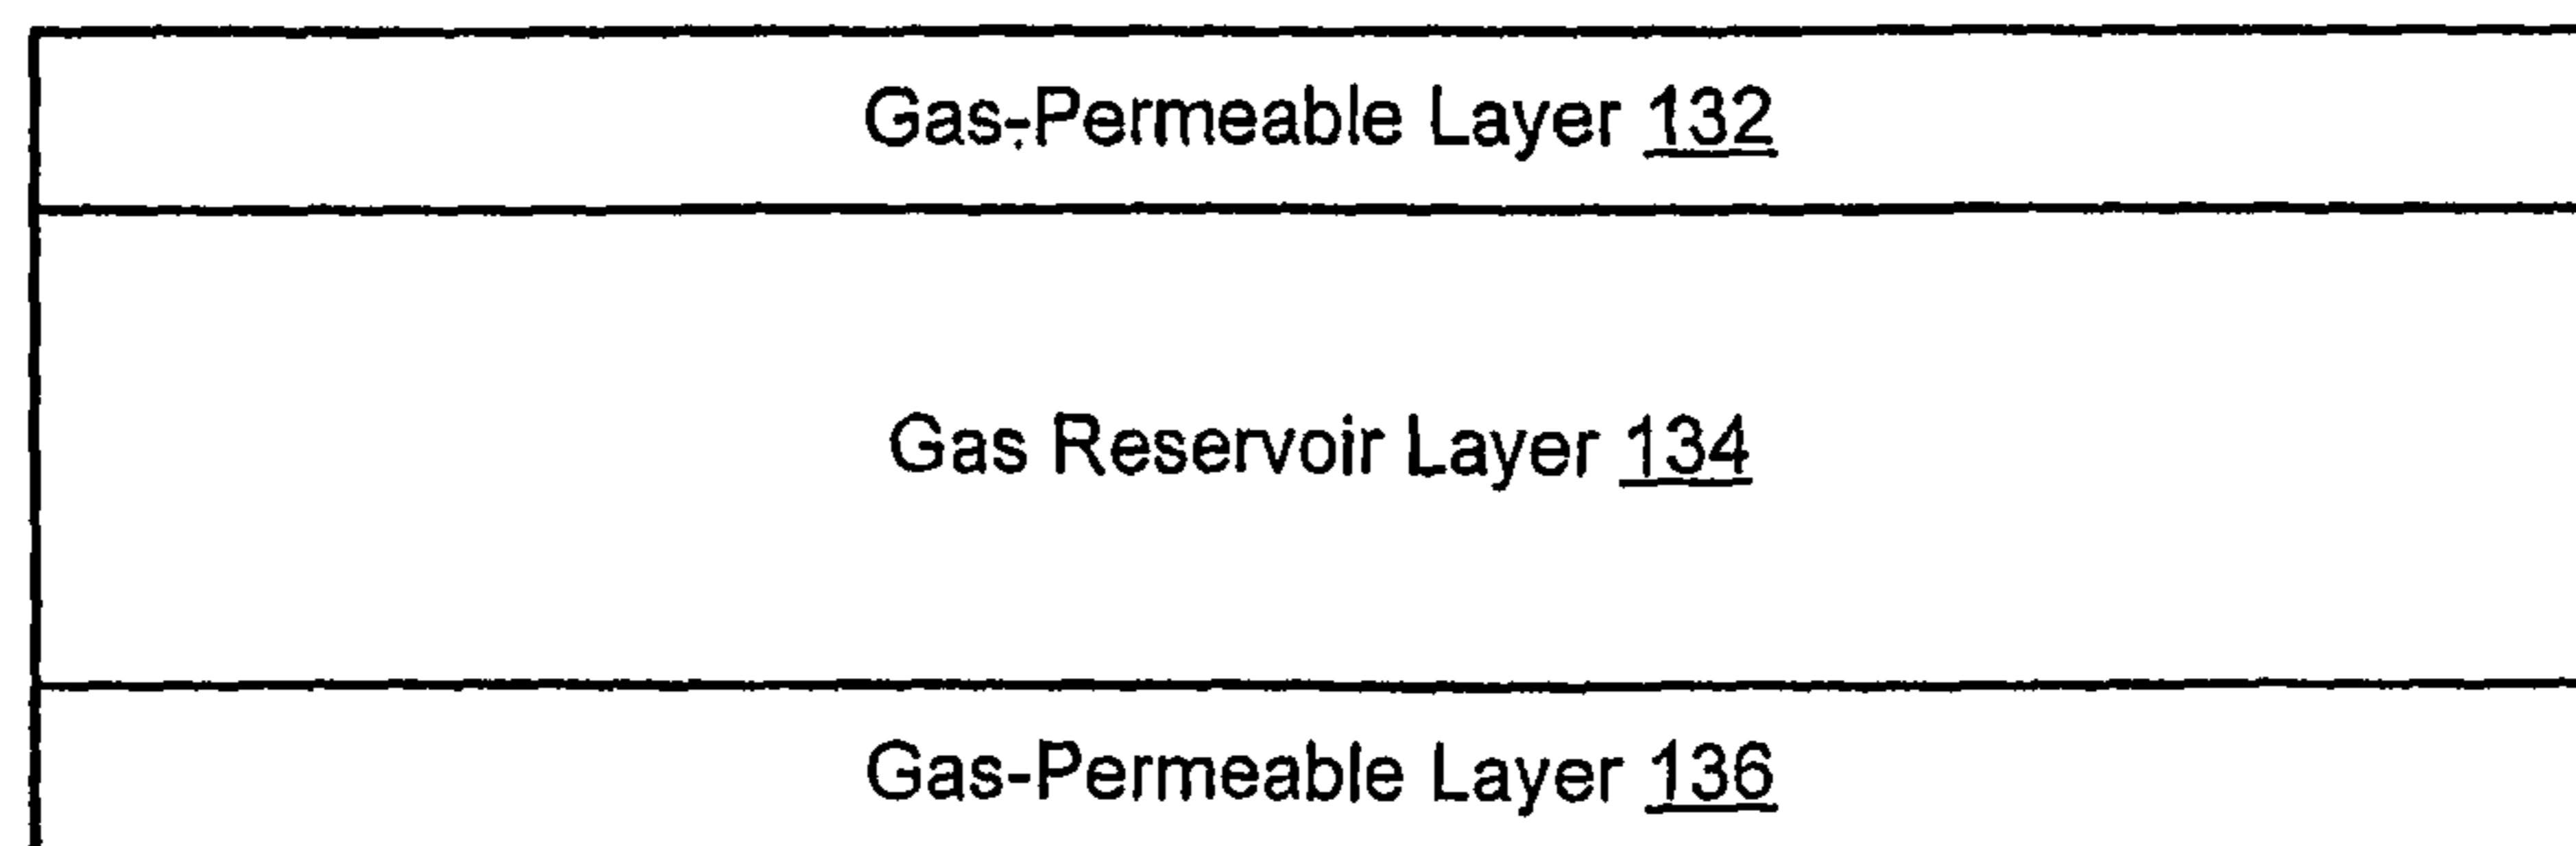 Gas-Permeable Layer 132
Gas Reservoir Layer 134
Gas-Permeable Layer 136